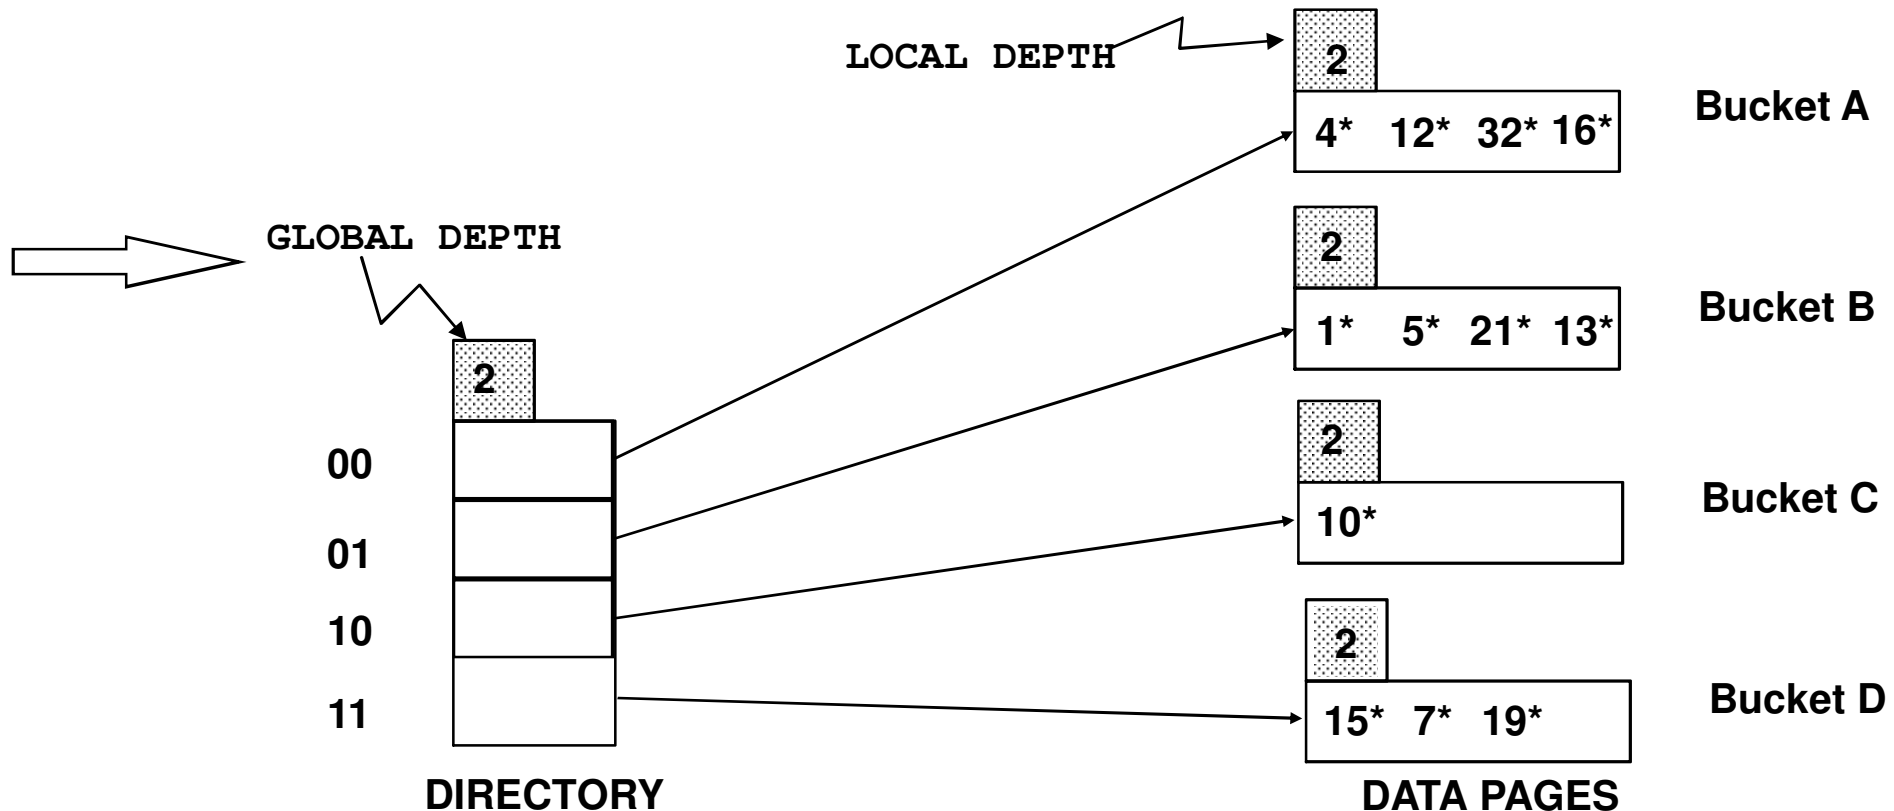 LOCAL DEPTH
2
4* 12* 32* 16*
Bucket A
GLOBAL DEPTH
2
1* 5* 21* 13*
Bucket B
2
00
01
10
11
2
10*
Bucket C
2
15* 7* 19*
Bucket D
DIRECTORY
DATA PAGES